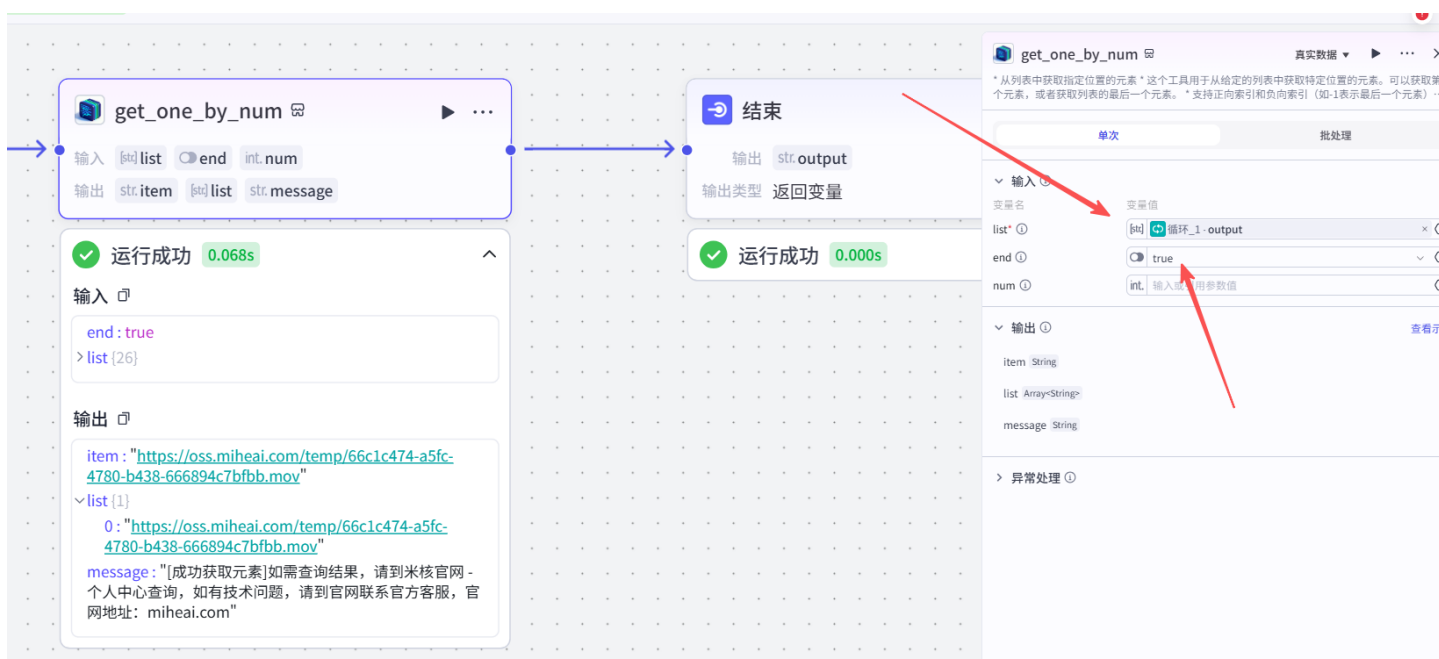 get_one_by_num
输入 [str] list end int. num
输出 str. item [str] list str. message
运行成功 0.068s
输入
end : true
list {26}
输出
item : "https://oss.miheai.com/temp/66c1c474-a5fc-
4780-b438-666894c7bfbb.mov"
list {1}
0 : "https://oss.miheai.com/temp/66c1c474-a5fc-
4780-b438-666894c7bfbb.mov"
message : "[成功获取元素]如需查询结果，请到米核官网 -
个人中心查询，如有技术问题，请到官网联系官方客服，官
网地址：miheai.com"
结束
输出 str. output
输出类型 返回变量
运行成功 0.000s
get_one_by_num 真实数据
* 从列表中获取指定位置的元素 * 这个工具用于从给定的列表中获取特定位置的元素。可以获取第
个元素，或者获取列表的最后一个元素。 * 支持正向索引和负向索引（如-1表示最后一个元素）…
单次 批处理
输入
变量名 变量值
list* [str] 循环_1 - output
end true
num int. 输入或引用参数值
输出 查看示
item String
list Array<String>
message String
异常处理